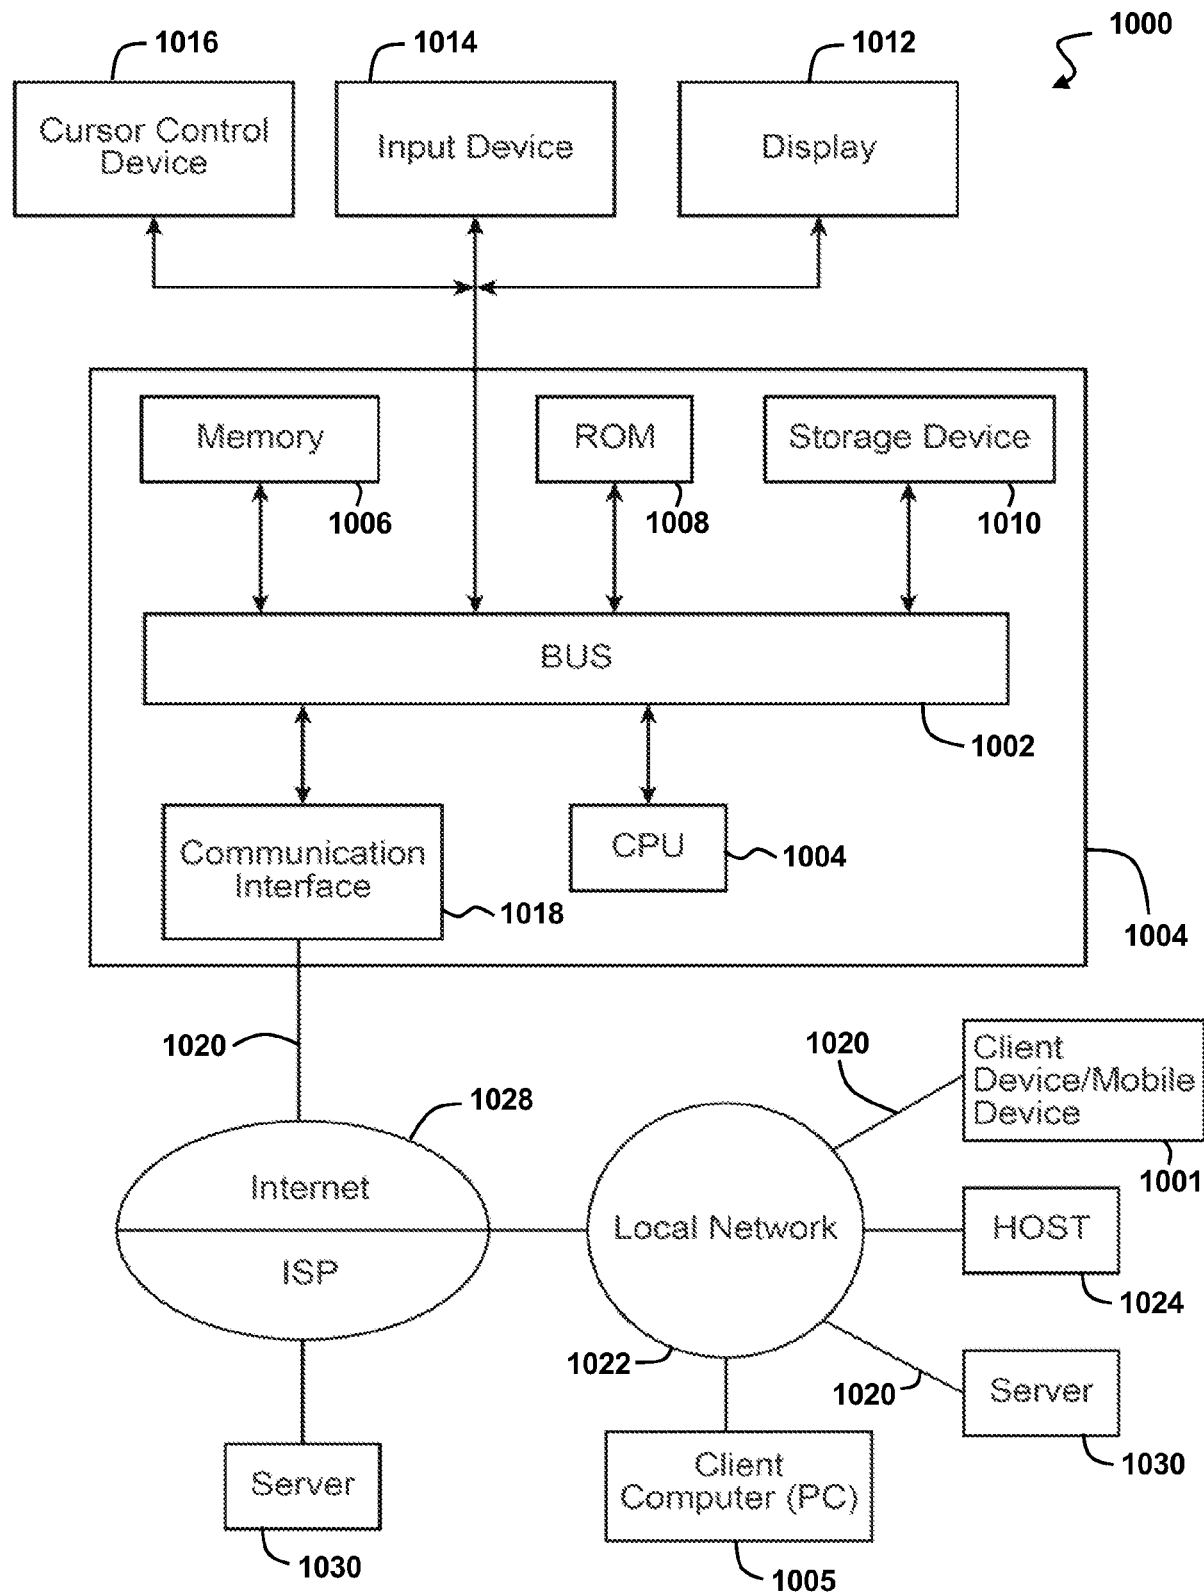 1000
1016
1014
1012
Cursor Control
Device
Input Device
Display
Memory
ROM
Storage Device
1006
1008
1010
BUS
1002
Communication
Interface
CPU
1004
1018
1004
1020
1020
Client
Device/Mobile
Device
1001
1028
Internet
ISP
Local Network
HOST
1024
1022
1020
Server
1030
Server
1030
Client
Computer (PC)
1005